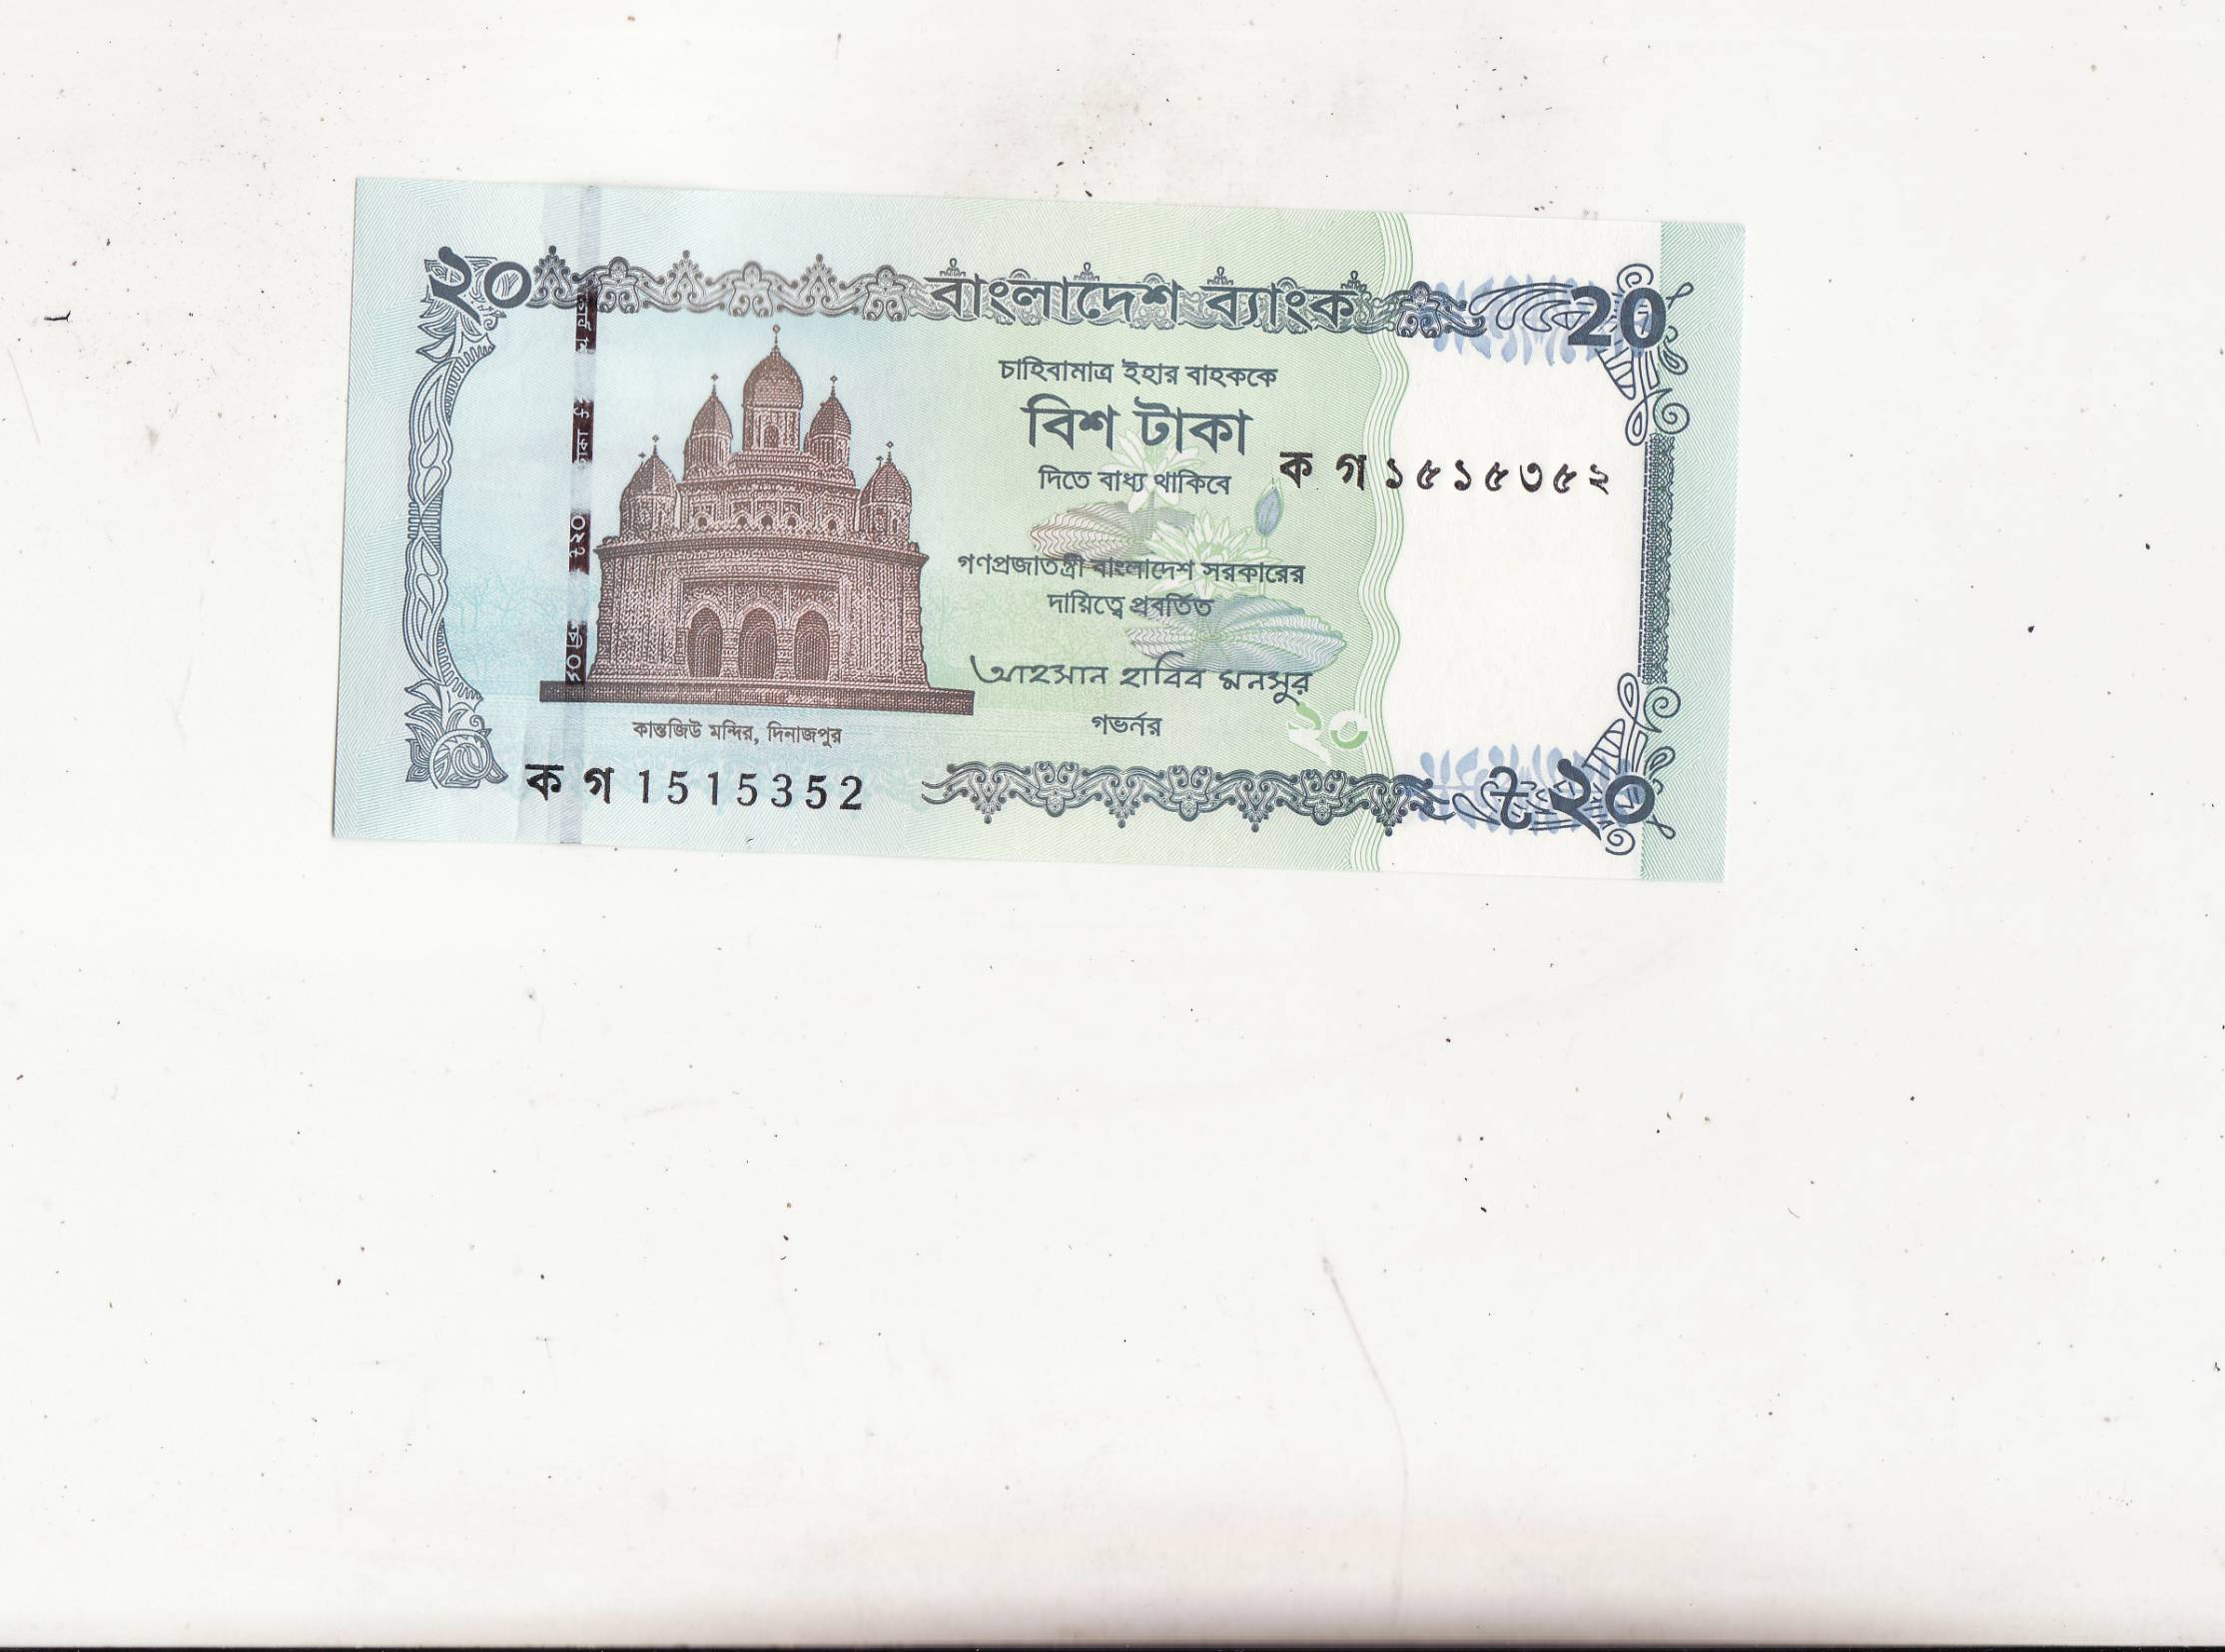 ২০
বাংলাদেশ ব্যাংক
20
চাহিবামাত্র ইহার বাহককে
বিশ টাকা
দিতে বাধ্য থাকিবে
ক গ ১৫১৫৩৫২
গণপ্রজাতন্ত্রী বাংলাদেশ সরকারের
দায়িত্বে প্রবর্তিত
আহসান হাবিব মনসুর
গভর্নর
২০
কান্তজিউ মন্দির, দিনাজপুর
ক গ 1515352
৳ ২০